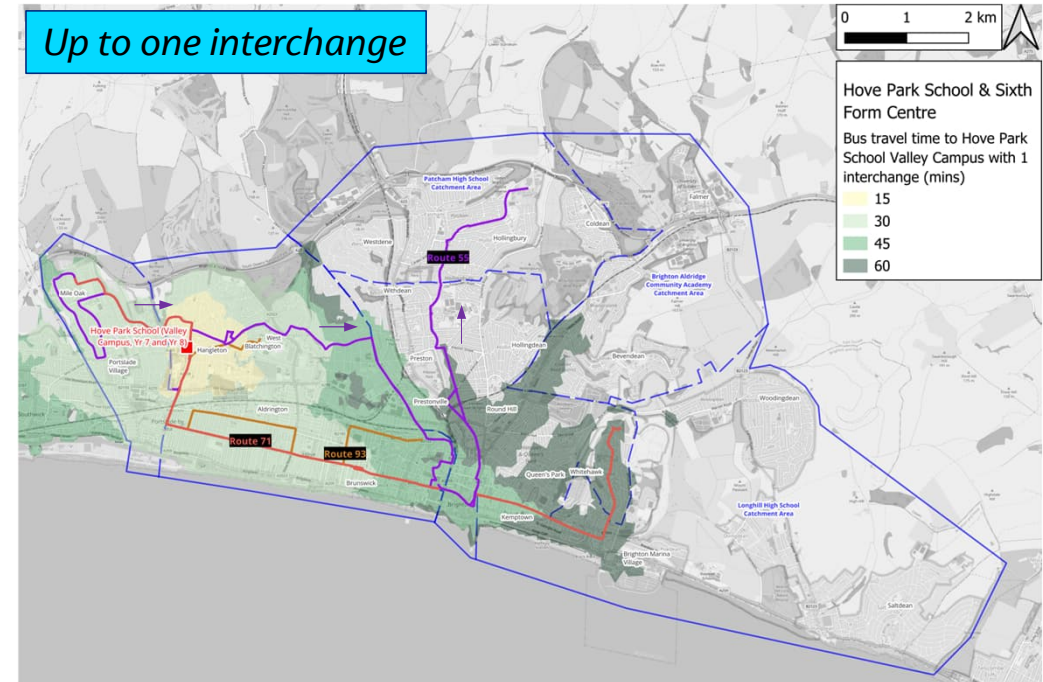 Up to one interchange
0 1 2 km
Hove Park School & Sixth
Form Centre
Bus travel time to Hove Park
School Valley Campus with 1
interchange (mins)
15
30
45
60
Patcham High School
Catchment Area
Falmer
Coldean
Westdene
Hollingbury
Route 55
Withdean
Brighton Aldridge
Community Academy
Catchment Area
Mile Oak
Hove Park School (Valley
Campus, Yr 7 and Yr 8)
Hangleton
West
Blatchington
Portslade
Village
Preston
Hollingdean
Bevendean
Woodingdean
Prestonville
Round Hill
Aldrington
Route 71
Route 93
Brunswick
Queen's Park
Whitehawk
Kemptown
Longhill High School
Catchment Area
Brighton Marina
Village
Saltdean